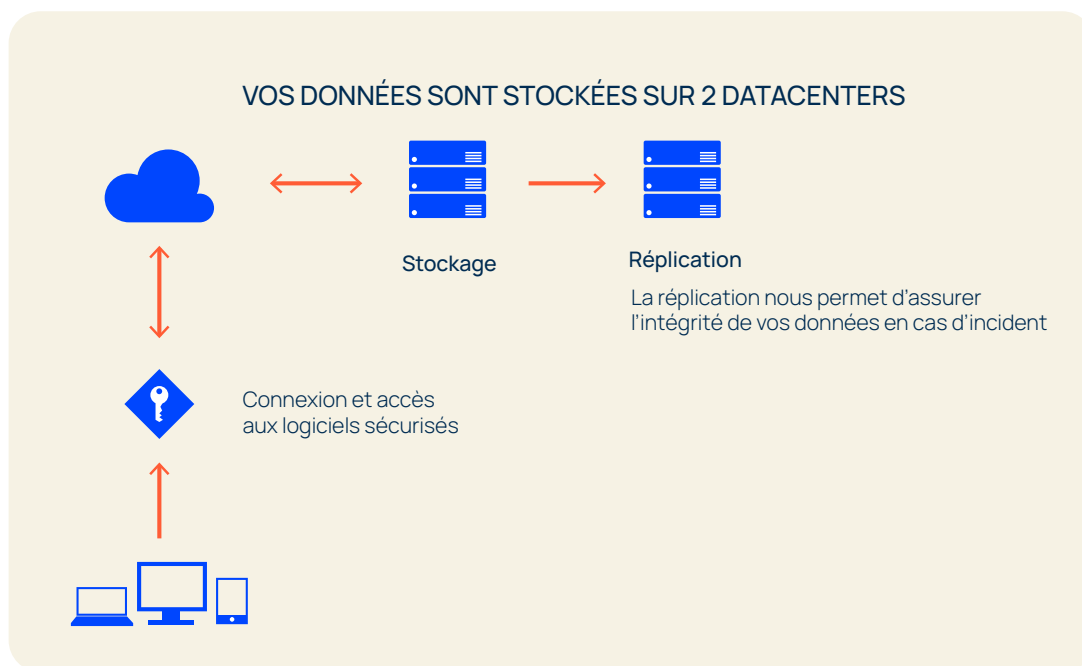 VOS DONNÉES SONT STOCKÉES SUR 2 DATACENTERS
Stockage
Réplication
La réplication nous permet d’assurer
l’intégrité de vos données en cas d’incident
Connexion et accès
aux logiciels sécurisés